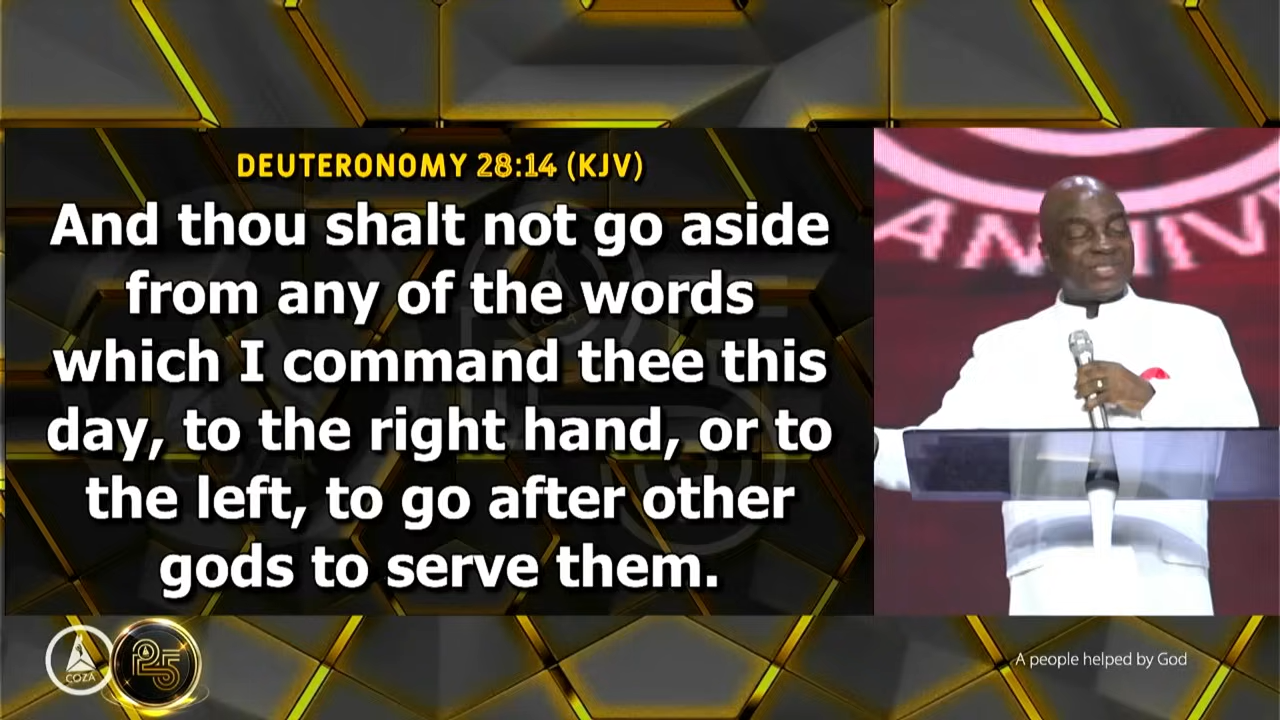 DEUTERONOMY 28:14 (KJV)
And thou shalt not go aside
from any of the words
which I command thee this
day, to the right hand, or to
the left, to go after other
gods to serve them.
ANNIV
COZA
25
A people helped by God